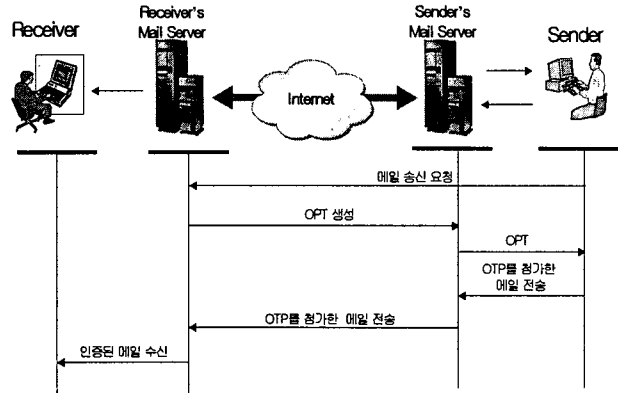 Receiver
Receiver's
Mail Server
Internet
Sender's
Mail Server
Sender
메일 송신 요청
OPT 생성
OPT
OTP를 첨가한
메일 전송
OTP를 첨가한 메일 전송
인증된 메일 수신